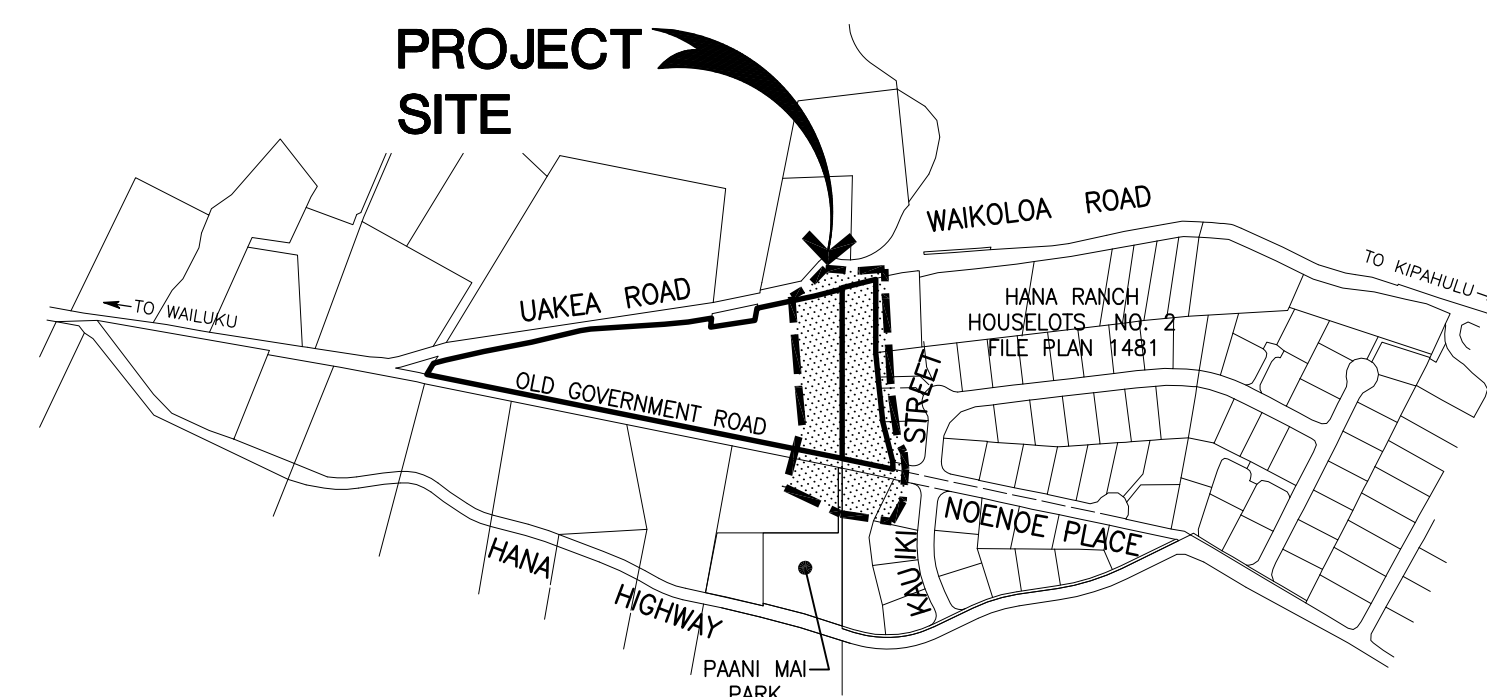 PROJECT
SITE
WAIKOLOA ROAD
TO KIPAHULU
UAKEA ROAD
TO WAILUKU
HANA RANCH
HOUSELOTS NO. 2
FILE PLAN 1481
OLD GOVERNMENT ROAD
STREET
KAUIKI
NOENOE PLACE
HANA
HIGHWAY
PAANI MAI
PARK